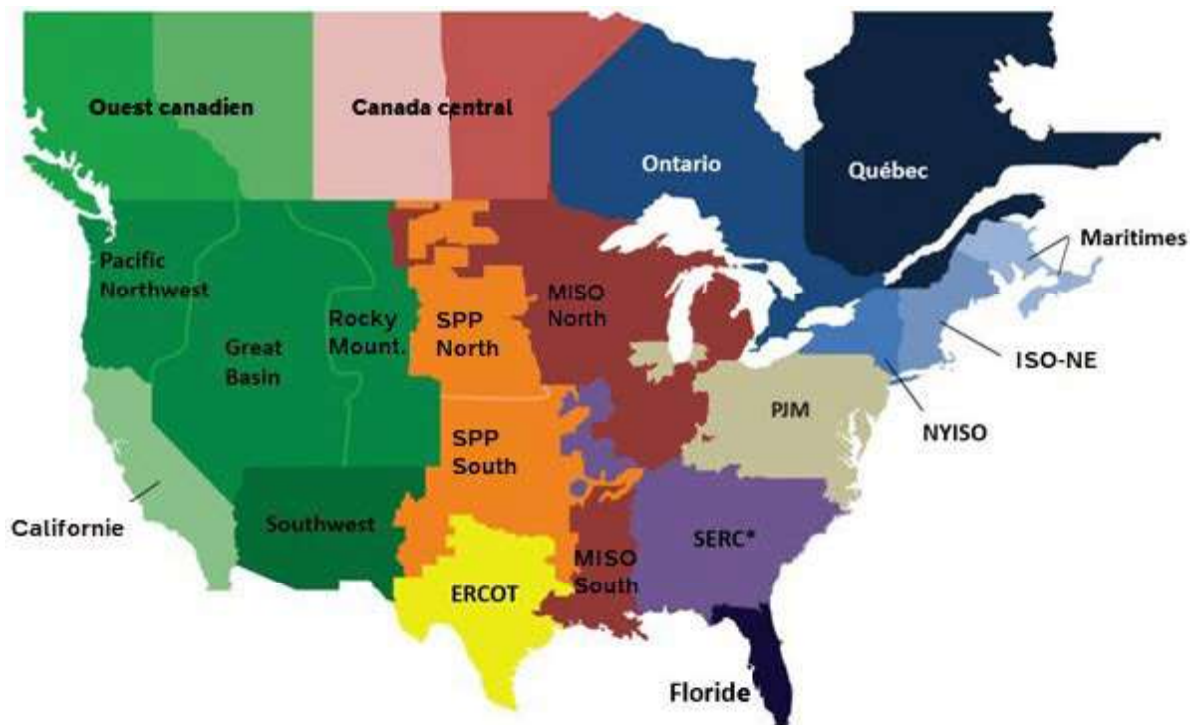 Ouest canadien
Canada central
Ontario
Québec
Maritimes
Pacific
Northwest
Great
Basin
Rocky
Mount.
SPP
North
MISO
North
ISO-NE
PJM
NYISO
SPP
South
Californie
Southwest
ERCOT
MISO
South
SERC*
Floride